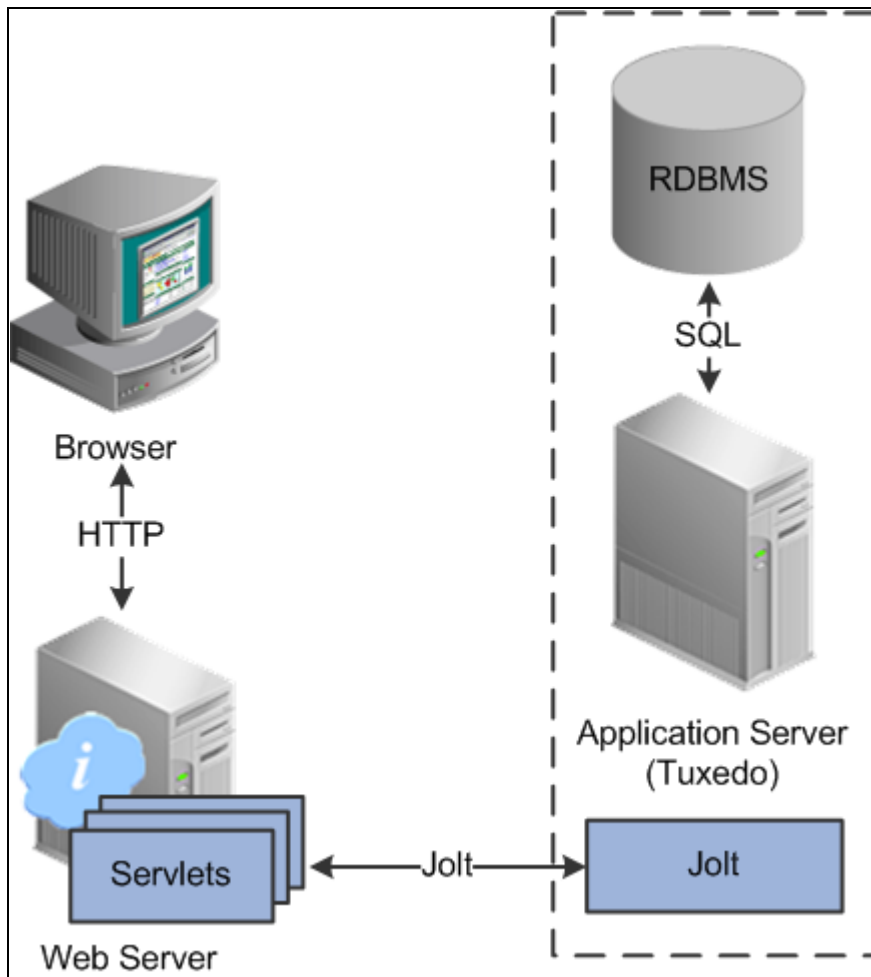 RDBMS
SQL
Browser
HTTP
Application Server
(Tuxedo)
i
Servlets
Jolt
Jolt
Web Server